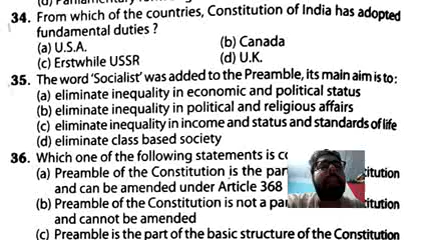 (d) Parliamentary
34. From which of the countries, Constitution of India has adopted
fundamental duties ?
(a) U.S.A. (b) Canada
(c) Erstwhile USSR (d) U.K.
35. The word 'Socialist' was added to the Preamble, its main aim is to:
(a) eliminate inequality in economic and political status
(b) eliminate inequality in political and religious affairs
(c) eliminate inequality in income and status and standards of life
(d) eliminate class based society
36. Which one of the following statements is
(a) Preamble of the Constitution is the
and can be amended under Article 368
(b) Preamble of the Constitution is not a
and cannot be amended
(c) Preamble is the part of the basic structure of the Constitution